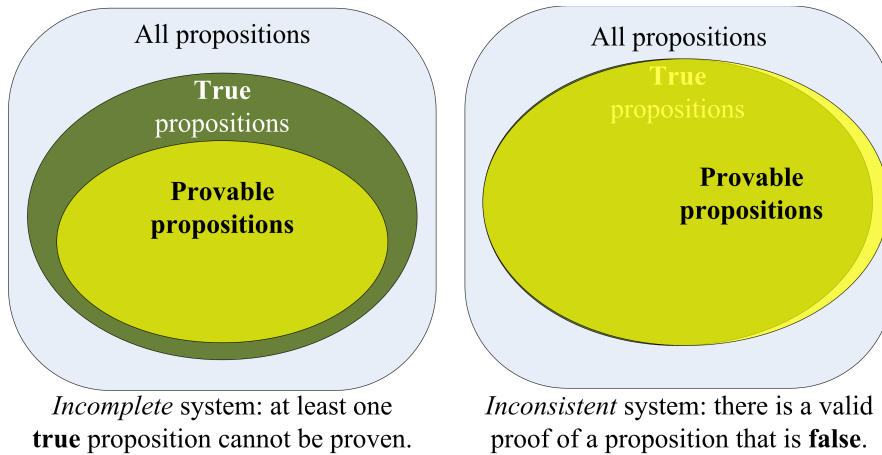 All propositions
True
propositions
Provable
propositions
Incomplete system: at least one
true proposition cannot be proven.
All propositions
True
propositions
Provable
propositions
Inconsistent system: there is a valid
proof of a proposition that is false.